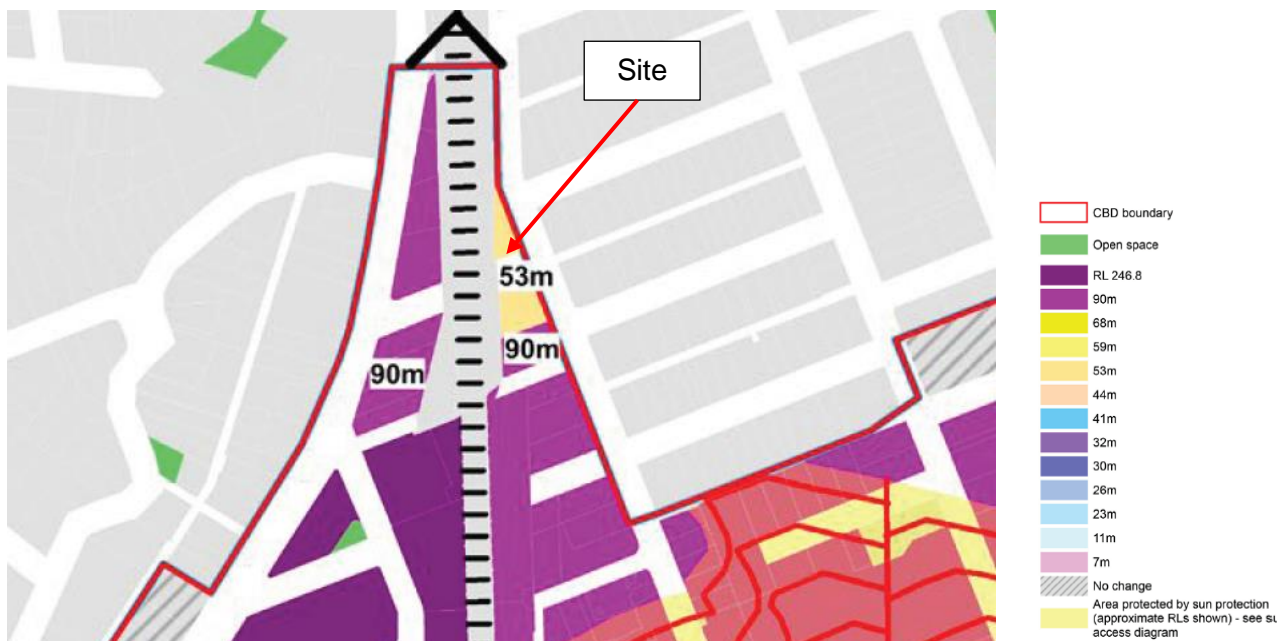 Site
53m
90m
90m
CBD boundary
Open space
RL 246.8
90m
68m
59m
53m
44m
41m
32m
30m
26m
23m
11m
7m
No change
Area protected by sun protection
(approximate RLs shown) - see su
access diagram